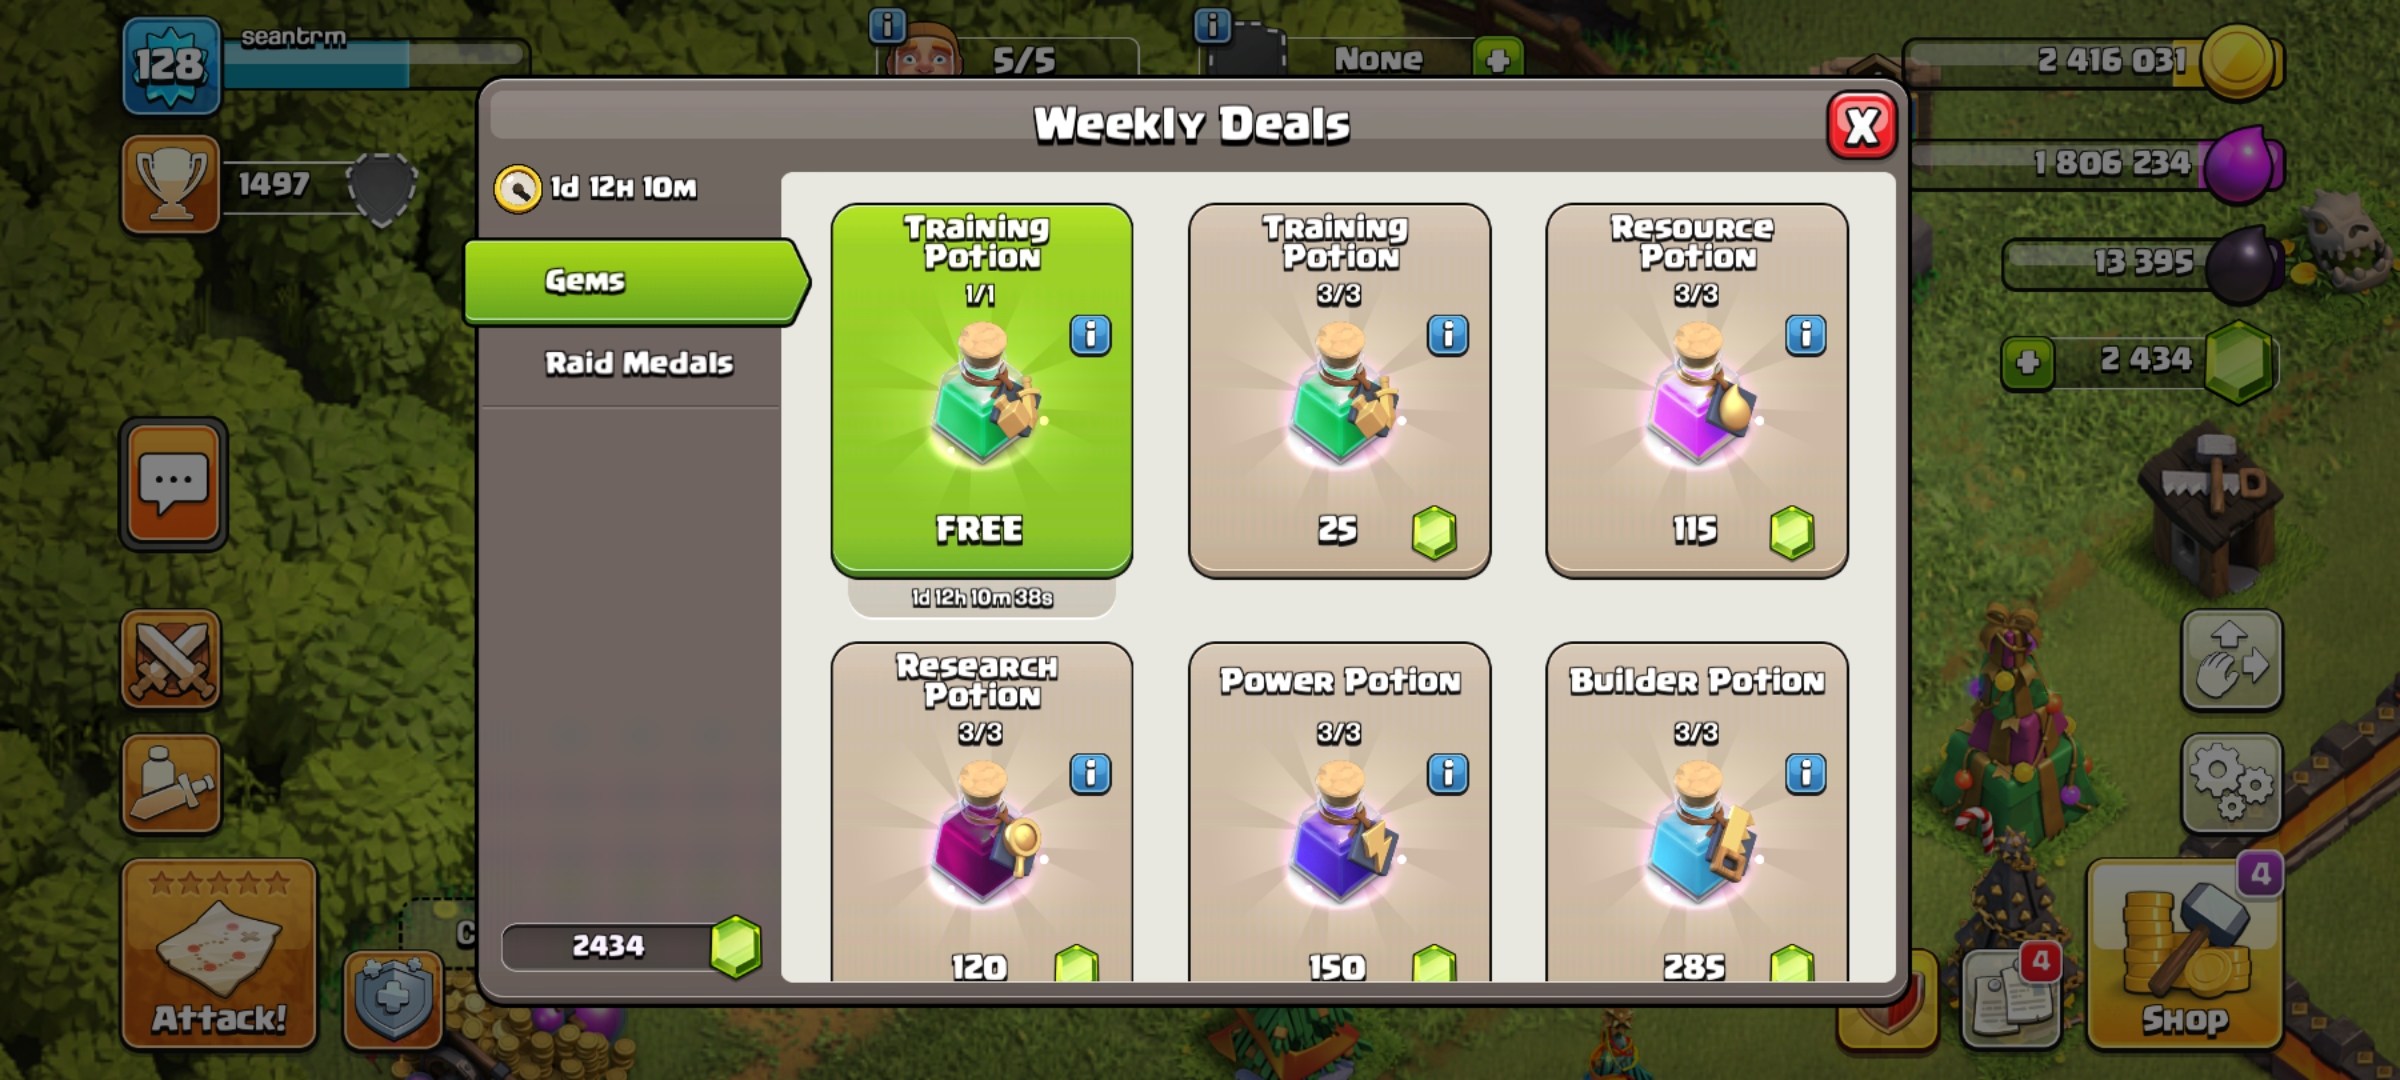 128
seantrm
5/5
None
2 416 031
1497
1 806 234
13 395
2 434
Weekly Deals
X
1d 12H 10M
Gems
Raid Medals
Training
Potion
1/1
FREE
1d 12h 10m 38s
Training
Potion
3/3
25
Resource
Potion
3/3
115
Research
Potion
3/3
120
Power Potion
3/3
150
Builder Potion
3/3
285
2434
Attack!
4
4
Shop